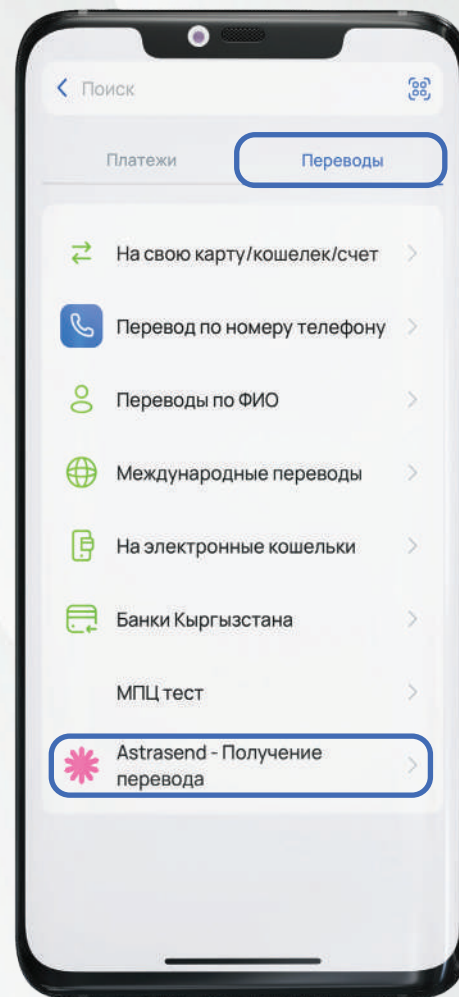 Поиск
Платежи
Переводы
На свою карту/кошелек/счет
Перевод по номеру телефону
Переводы по ФИО
Международные переводы
На электронные кошельки
Банки Кыргызстана
МПЦ тест
Astrasend - Получение
перевода